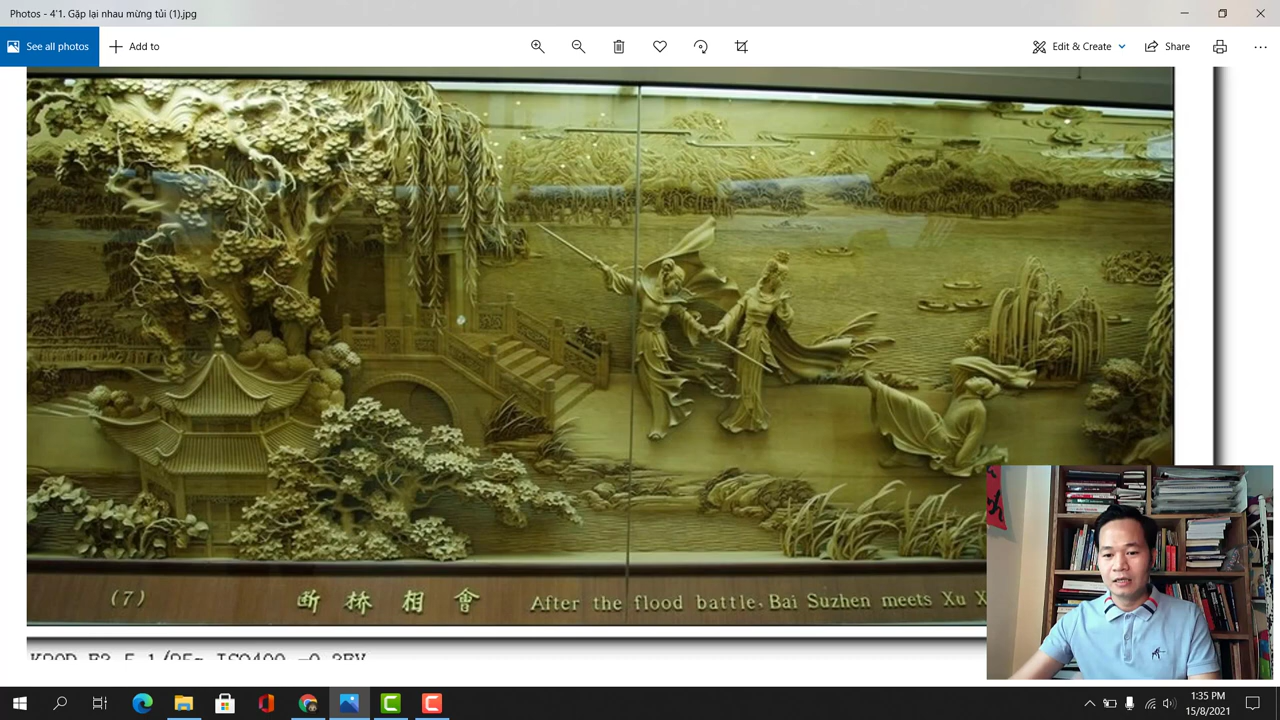 Photos - 4'1. Gặp lại nhau mừng tủi (1).jpg
See all photos
Add to
Edit & Create
Share
(7) 断桥相會 After the flood battle, Bai Suzhen meets Xu X
ISO400
1:35 PM
15/8/2021